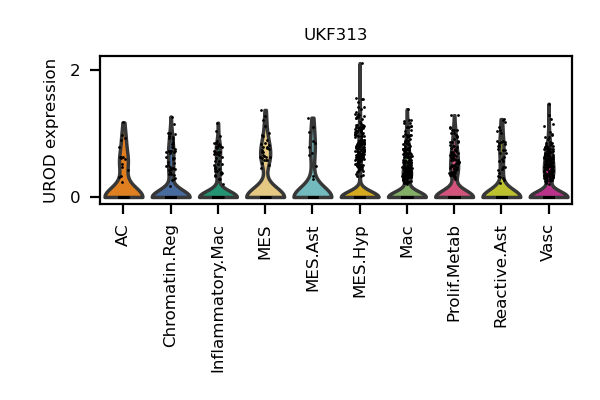 UKF313
UROD expression
2
0
AC
Chromatin.Reg
Inflammatory.Mac
MES
MES.Ast
MES.Hyp
Mac
Prolif.Metab
Reactive.Ast
Vasc